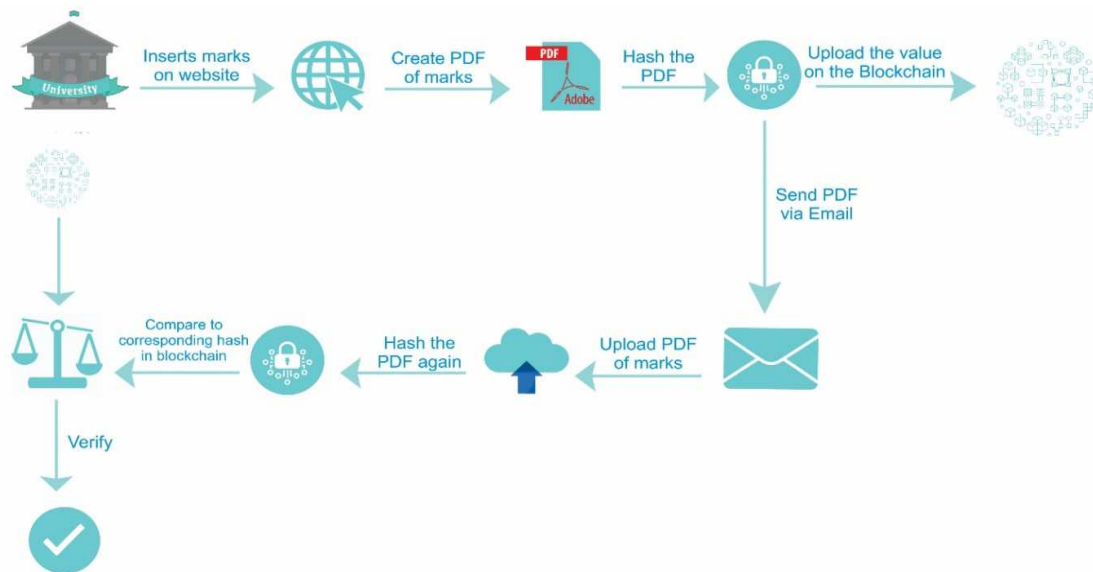 Inserts marks
on website
Create PDF
of marks
Hash the
PDF
Upload the value
on the Blockchain
University
PDF
Adobe
Send PDF
via Email
Compare to
corresponding hash
in blockchain
Hash the
PDF again
Upload PDF
of marks
Verify